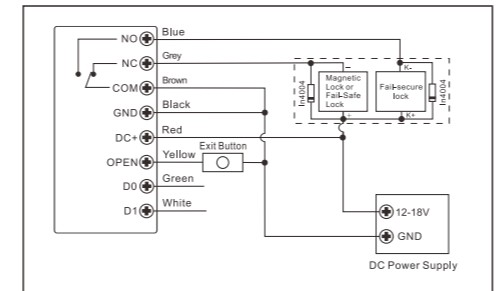 NO Blue
NC Grey
COM Brown
GND Black
DC+ Red
OPEN Yellow
Exit Button
D0 Green
D1 White
In4004
−
Magnetic
Lock or
Fail-Safe
Lock
+
K-
Fail-secure
lock
K+
In4004
12-18V
GND
DC Power Supply